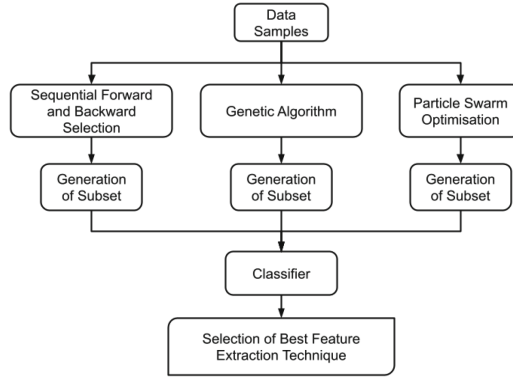 Data
Samples
Sequential Forward
and Backward
Selection
Genetic Algorithm
Particle Swarm
Optimisation
Generation
of Subset
Generation
of Subset
Generation
of Subset
Classifier
Selection of Best Feature
Extraction Technique